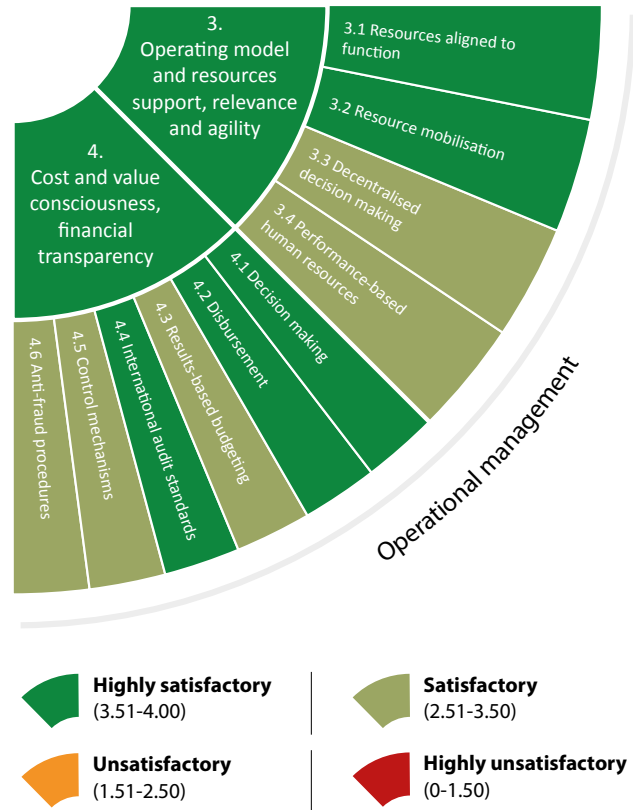 3.
Operating model
and resources
support, relevance
and agility
3.1 Resources aligned to
function
3.2 Resource mobilisation
3.3 Decentralised
decision making
3.4 Performance-based
human resources
4.
Cost and value
consciousness,
financial
transparency
4.1 Decision making
4.2 Disbursement
4.3 Results-based budgeting
4.4 International audit standards
4.5 Control mechanisms
4.6 Anti-fraud procedures
Operational management
Highly satisfactory
(3.51-4.00)
Satisfactory
(2.51-3.50)
Unsatisfactory
(1.51-2.50)
Highly unsatisfactory
(0-1.50)